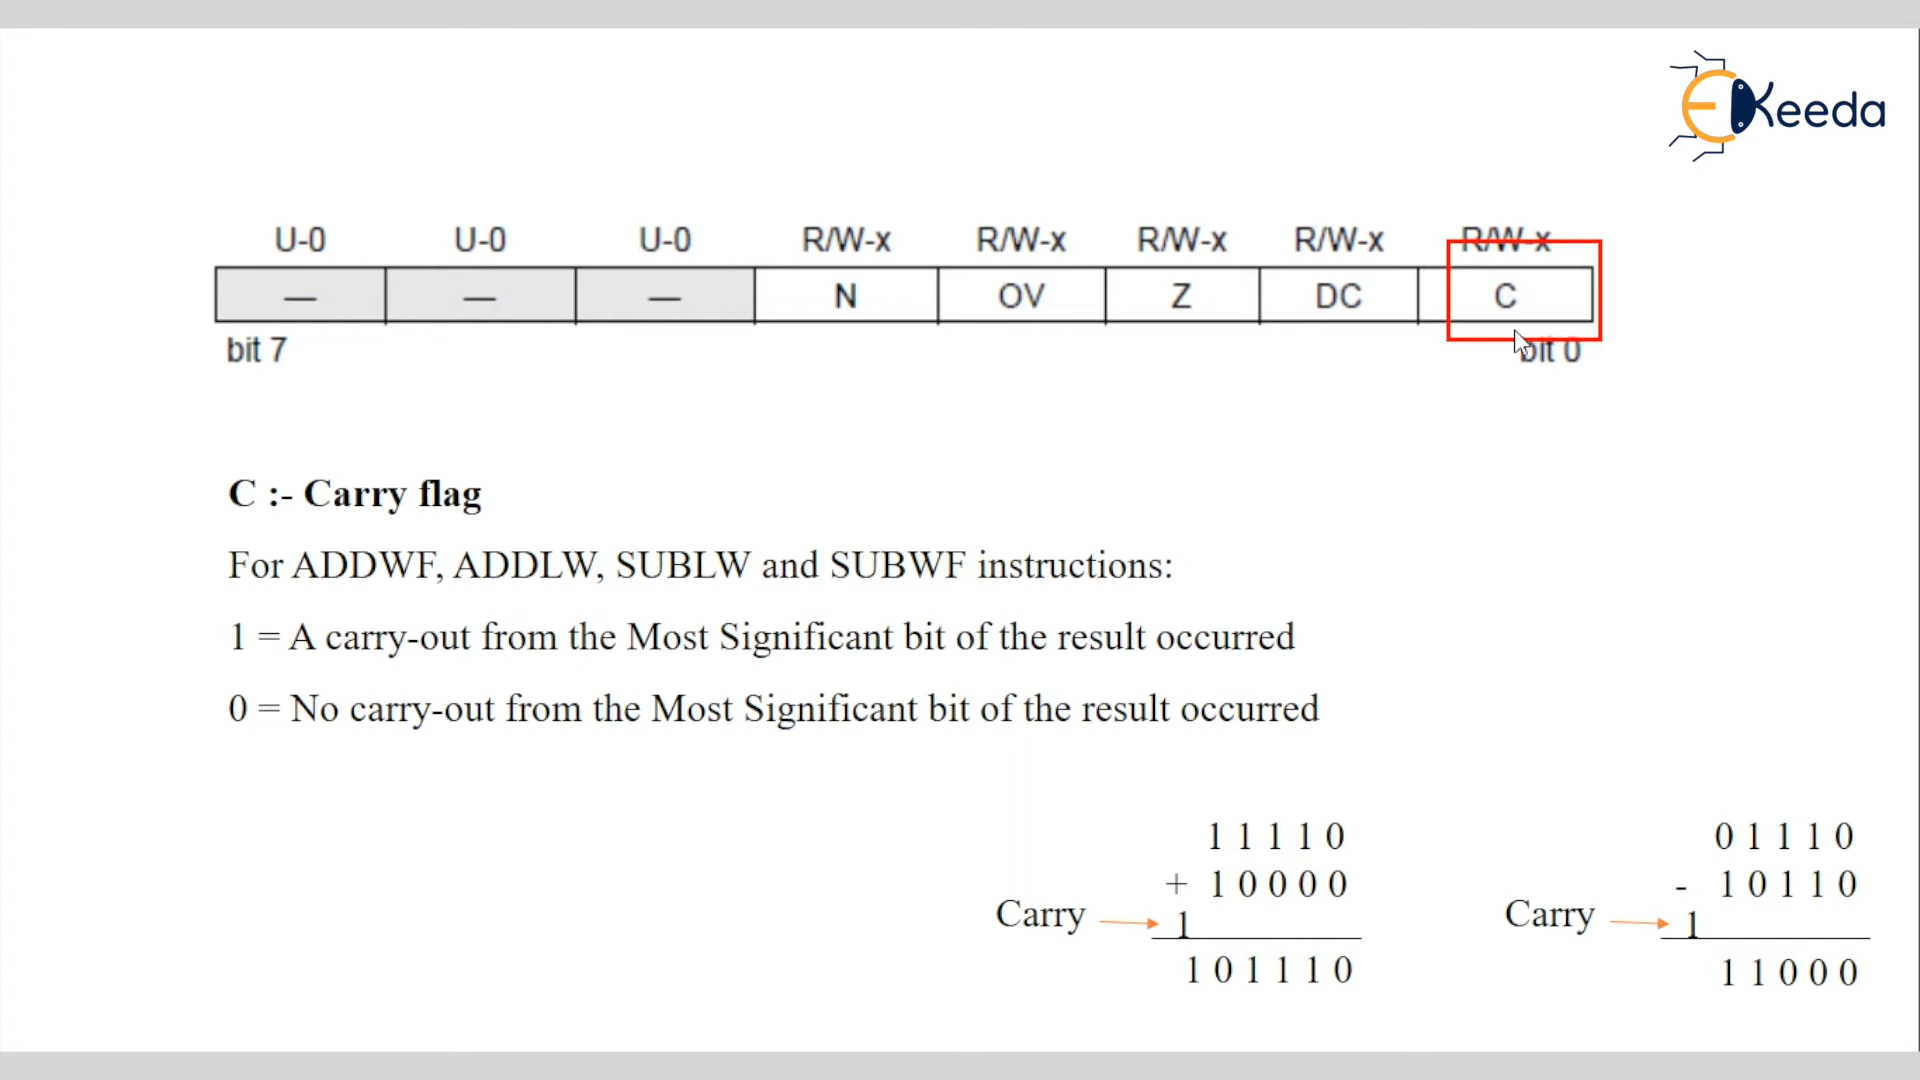 EKeeda
U-0 U-0 U-0 R/W-x R/W-x R/W-x R/W-x R/W-x
— — — N OV Z DC C
bit 7 bit 0
C :- Carry flag
For ADDWF, ADDLW, SUBLW and SUBWF instructions:
1 = A carry-out from the Most Significant bit of the result occurred
0 = No carry-out from the Most Significant bit of the result occurred
1 1 1 1 0
+ 1 0 0 0 0
Carry 1
1 0 1 1 1 0
0 1 1 1 0
- 1 0 1 1 0
Carry 1
1 1 0 0 0